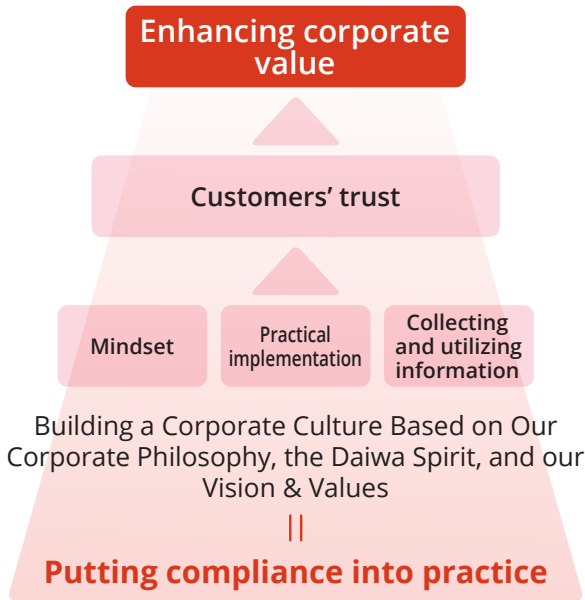 Enhancing corporate
value
Customers’ trust
Mindset
Practical
implementation
Collecting
and utilizing
information
Building a Corporate Culture Based on Our
Corporate Philosophy, the Daiwa Spirit, and our
Vision & Values
Putting compliance into practice